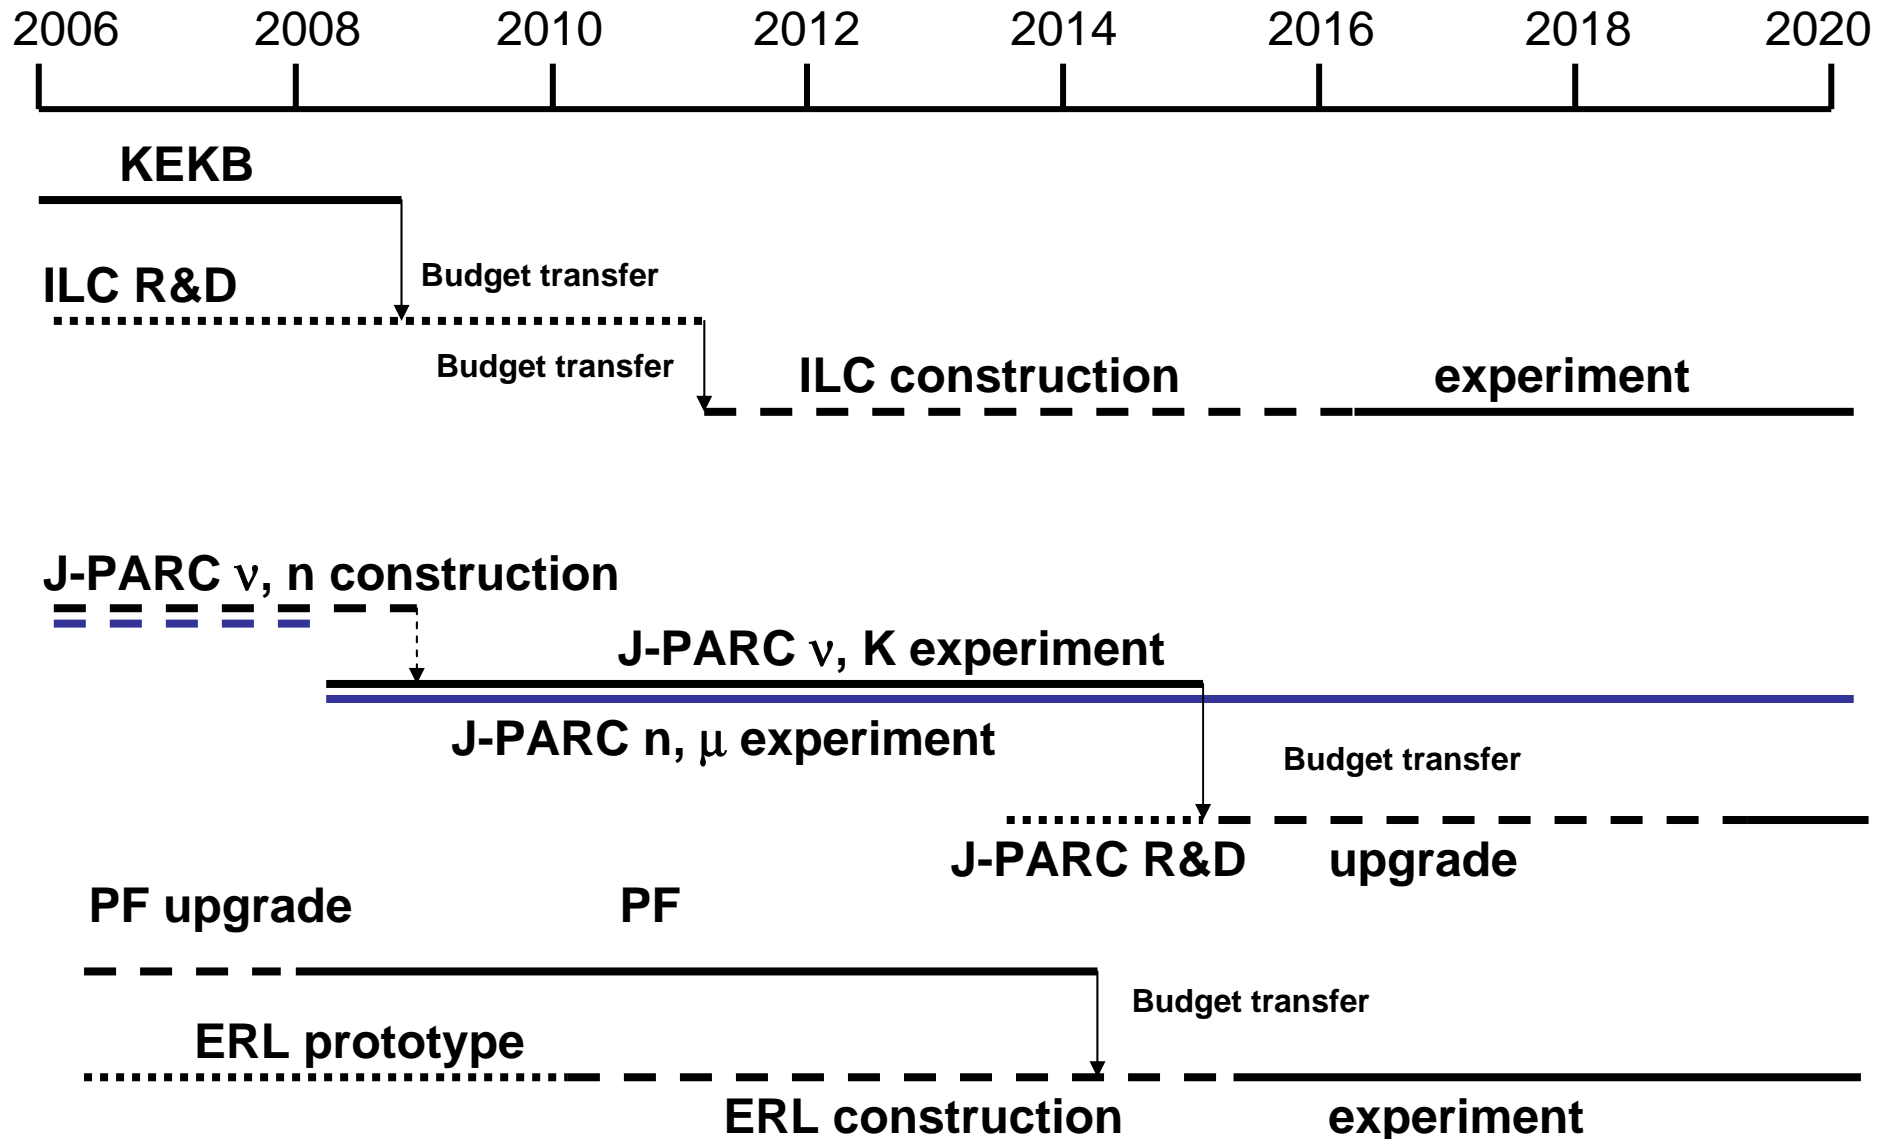 2006 2008 2010 2012 2014 2016 2018 2020
KEKB
Budget transfer
ILC R&D
Budget transfer
ILC construction experiment
J-PARC ν, n construction
J-PARC ν, K experiment
J-PARC n, μ experiment
Budget transfer
J-PARC R&D upgrade
PF upgrade PF
Budget transfer
ERL prototype
ERL construction experiment